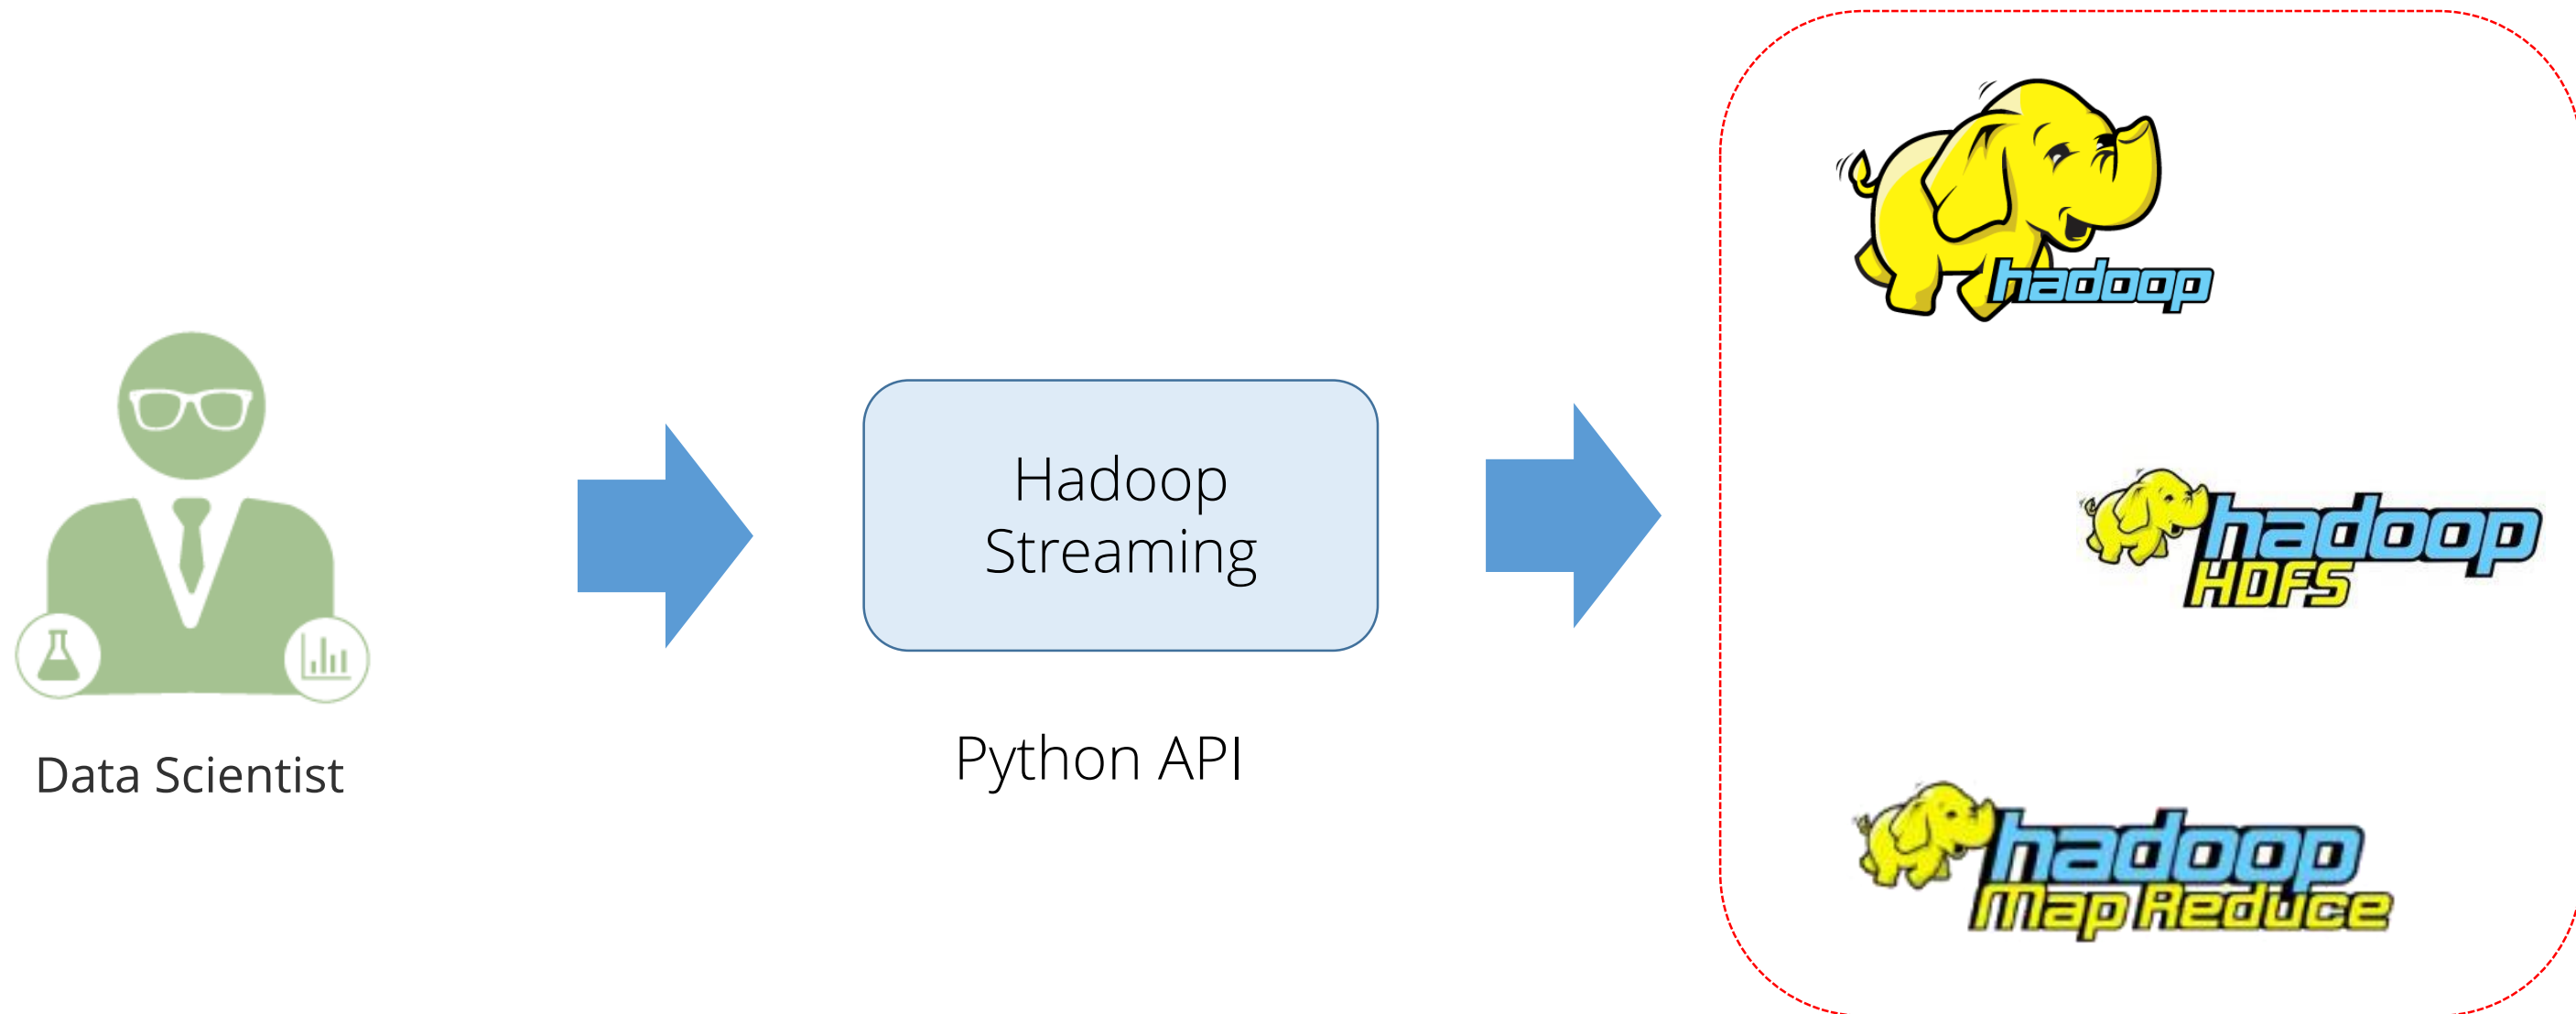 Data Scientist
Hadoop
Streaming
Python API
hadoop
hadoop
HDFS
hadoop
Map Reduce